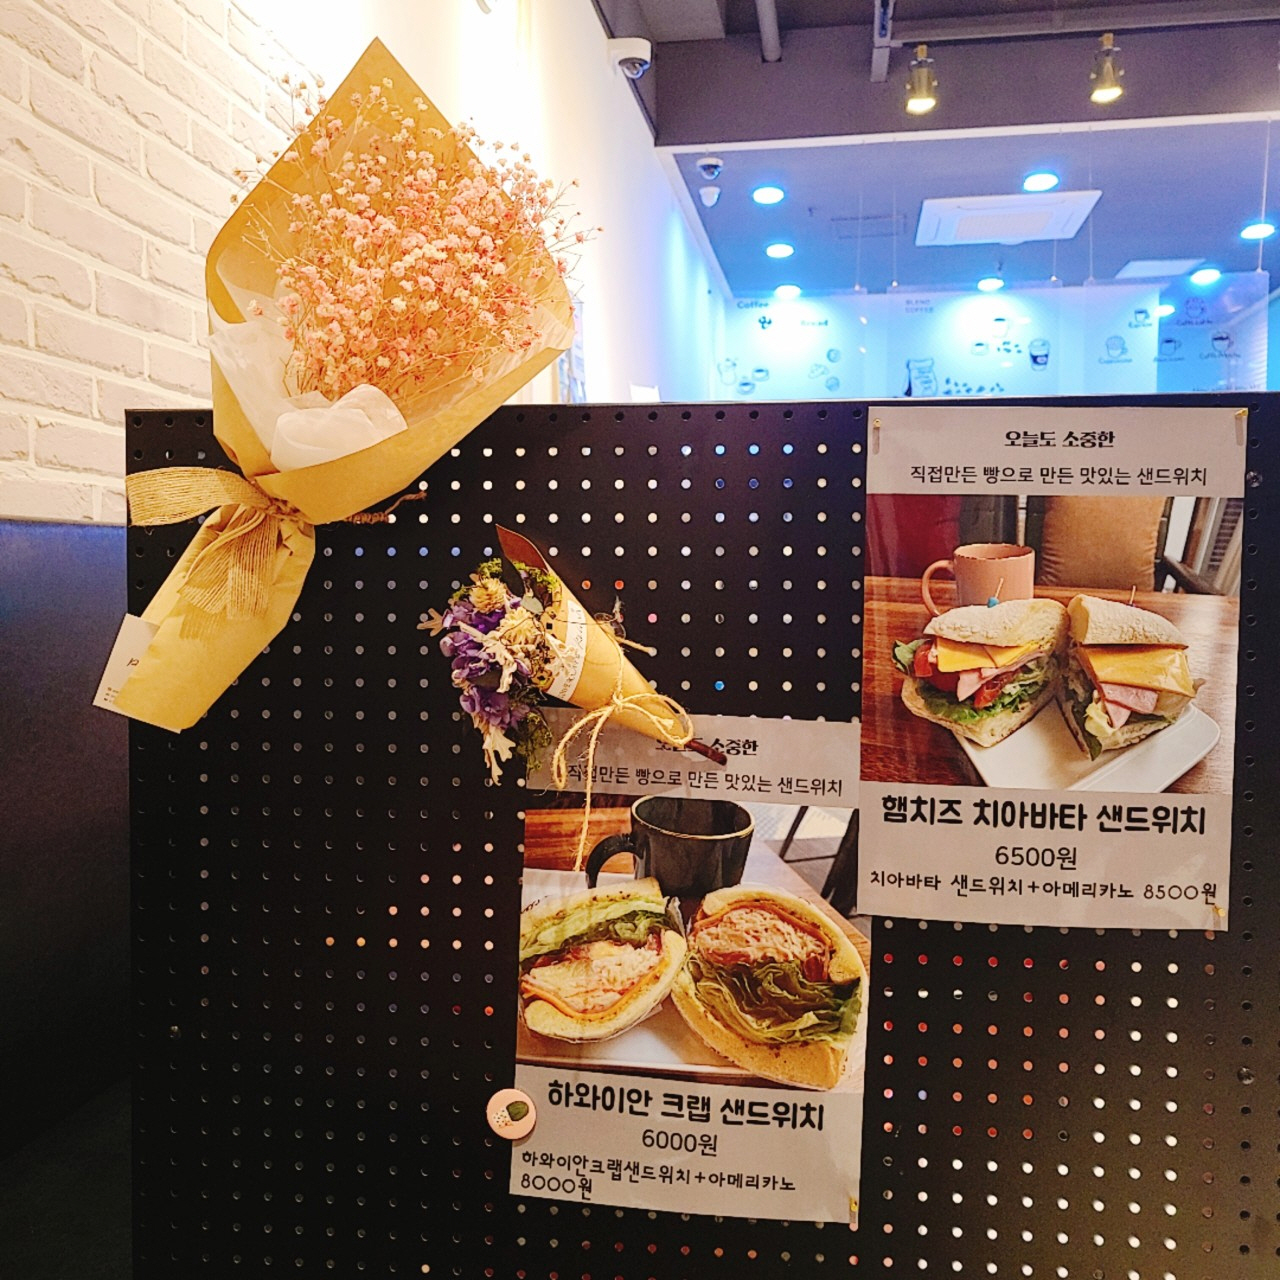 Coffee
Bread
BLEND
COFFEE
오늘도 소중한
직접만든 빵으로 만든 맛있는 샌드위치
햄치즈 치아바타 샌드위치
6500원
치아바타 샌드위치+아메리카노 8500원
소중한
직접만든 빵으로 만든 맛있는 샌드위치
하와이안 크랩 샌드위치
6000원
하와이안크랩샌드위치+아메리카노
8000원